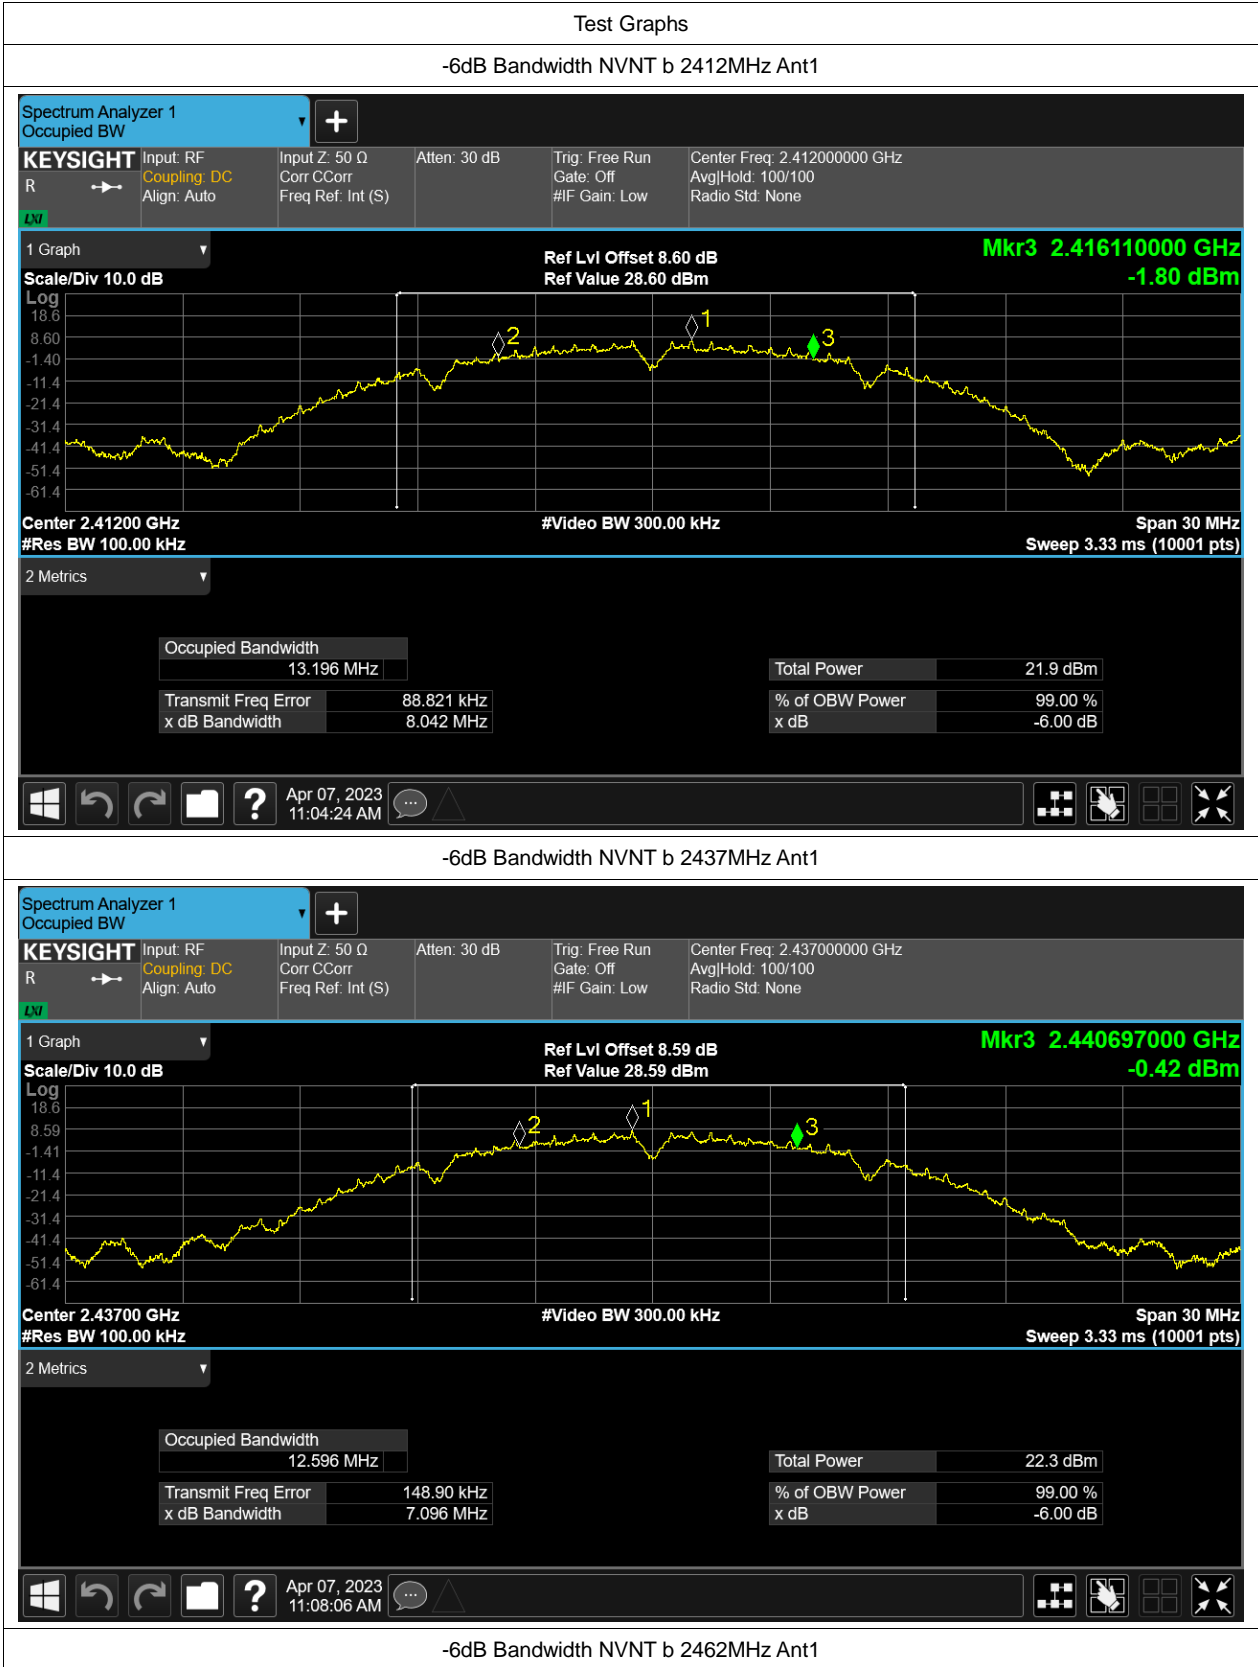 Test Graphs
-6dB Bandwidth NVNT b 2412MHz Ant1
Spectrum Analyzer 1
Occupied BW
KEYSIGHT Input: RF Input Z: 50 Ω Atten: 30 dB Trig: Free Run Center Freq: 2.412000000 GHz
R Coupling: DC Corr CCorr Gate: Off Avg|Hold: 100/100
Align: Auto Freq Ref: Int (S) #IF Gain: Low Radio Std: None
LXI
1 Graph Ref Lvl Offset 8.60 dB Mkr3 2.416110000 GHz
Scale/Div 10.0 dB Ref Value 28.60 dBm -1.80 dBm
Log
18.6
8.60
-1.40
-11.4
-21.4
-31.4
-41.4
-51.4
-61.4
2 1 3
Center 2.41200 GHz #Video BW 300.00 kHz Span 30 MHz
#Res BW 100.00 kHz Sweep 3.33 ms (10001 pts)
2 Metrics
Occupied Bandwidth
13.196 MHz Total Power 21.9 dBm
Transmit Freq Error 88.821 kHz % of OBW Power 99.00 %
x dB Bandwidth 8.042 MHz x dB -6.00 dB
? Apr 07, 2023
11:04:24 AM
-6dB Bandwidth NVNT b 2437MHz Ant1
Spectrum Analyzer 1
Occupied BW
KEYSIGHT Input: RF Input Z: 50 Ω Atten: 30 dB Trig: Free Run Center Freq: 2.437000000 GHz
R Coupling: DC Corr CCorr Gate: Off Avg|Hold: 100/100
Align: Auto Freq Ref: Int (S) #IF Gain: Low Radio Std: None
LXI
1 Graph Ref Lvl Offset 8.59 dB Mkr3 2.440697000 GHz
Scale/Div 10.0 dB Ref Value 28.59 dBm -0.42 dBm
Log
18.6
8.59
-1.41
-11.4
-21.4
-31.4
-41.4
-51.4
-61.4
2 1 3
Center 2.43700 GHz #Video BW 300.00 kHz Span 30 MHz
#Res BW 100.00 kHz Sweep 3.33 ms (10001 pts)
2 Metrics
Occupied Bandwidth
12.596 MHz Total Power 22.3 dBm
Transmit Freq Error 148.90 kHz % of OBW Power 99.00 %
x dB Bandwidth 7.096 MHz x dB -6.00 dB
? Apr 07, 2023
11:08:06 AM
-6dB Bandwidth NVNT b 2462MHz Ant1